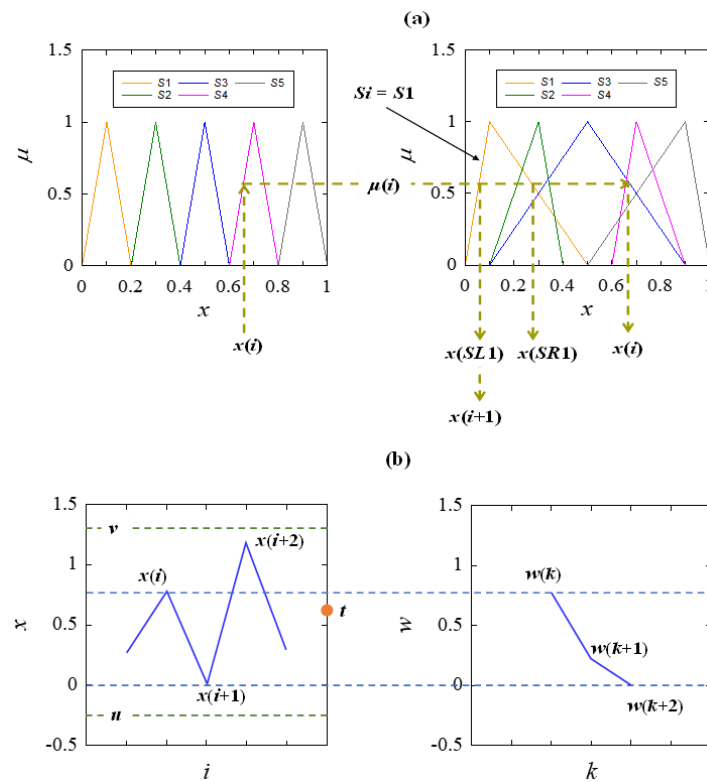 (a)
1.5
1
0.5
0
μ
S1 S3 S5
S2 S4
0 0.2 0.4 0.6 0.8 1
x
x(i)
μ(i)
Si = S1
1.5
1
0.5
0
μ
S1 S3 S5
S2 S4
0 0.2 0.4 0.6 0.8 1
x
x(SL1) x(SR1) x(i)
x(i+1)
(b)
1.5
1
0.5
0
-0.5
x
v
x(i)
x(i+2)
t
x(i+1)
u
i
1.5
1
0.5
0
-0.5
w
w(k)
w(k+1)
w(k+2)
k